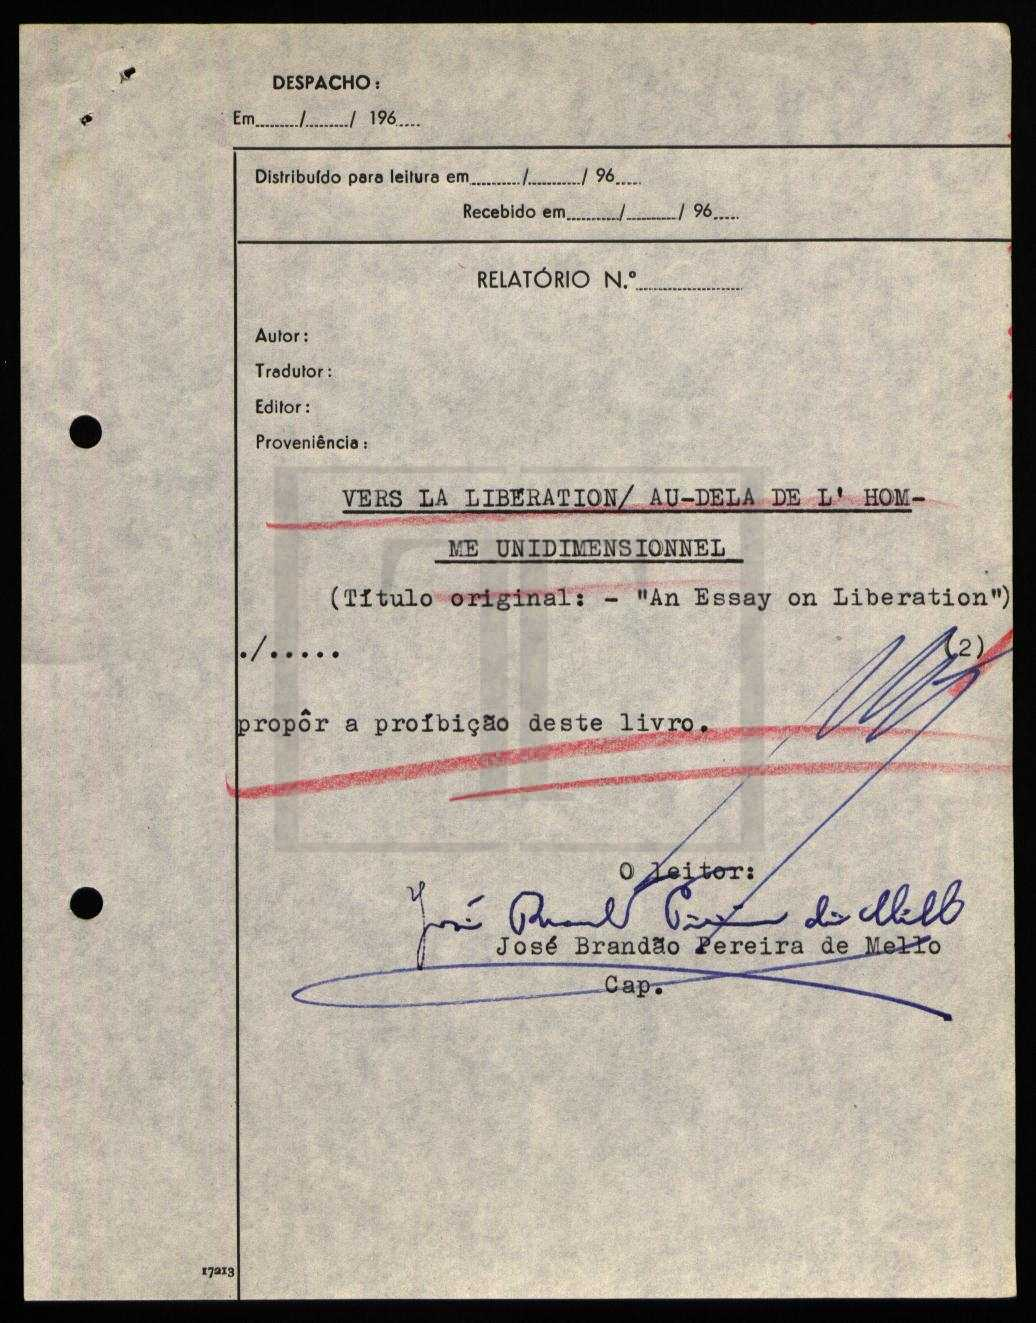 DESPACHO:
Em........./........./ 196.....
Distribuído para leitura em........../........../ 96.....
Recebido em........../........../ 96.....
RELATÓRIO N.º....................
Autor:
Tradutor:
Editor:
Proveniência:
VERS LA LIBERATION/ AU-DELA DE L' HOM-
ME UNIDIMENSIONNEL
(Título original: - "An Essay on Liberation")
./..... (2)
propôr a proíbição deste livro.
O leitor:
José Brandão Pereira de Mello
José Brandão Pereira de Mello
Cap.
17213